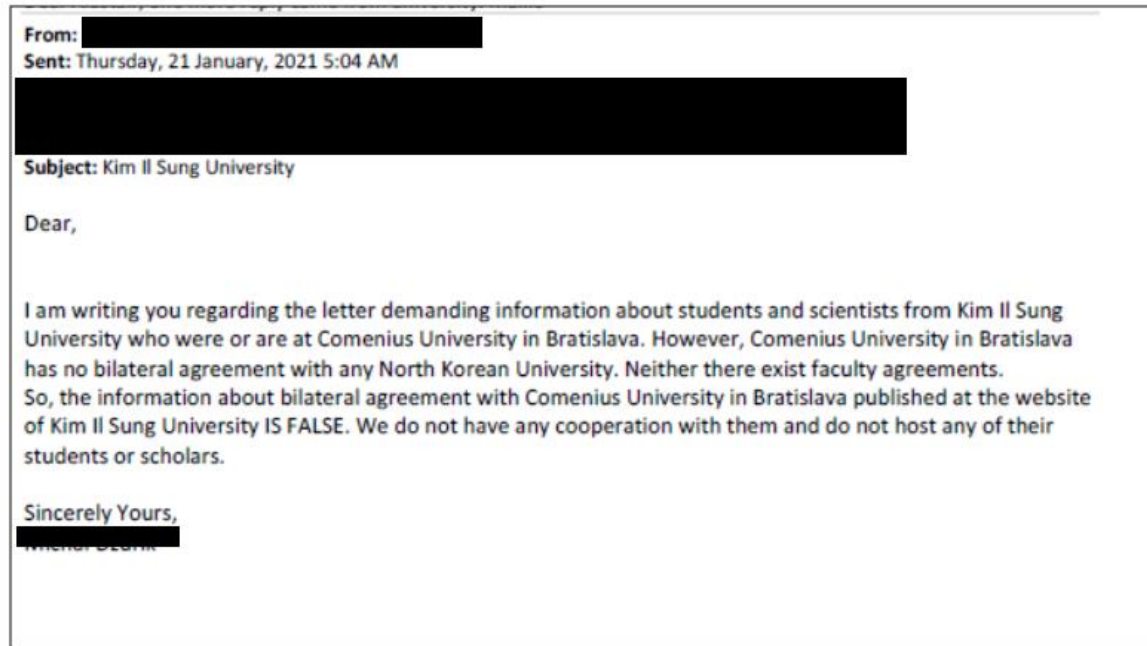 From:
Sent: Thursday, 21 January, 2021 5:04 AM
Subject: Kim Il Sung University
Dear,
I am writing you regarding the letter demanding information about students and scientists from Kim Il Sung
University who were or are at Comenius University in Bratislava. However, Comenius University in Bratislava
has no bilateral agreement with any North Korean University. Neither there exist faculty agreements.
So, the information about bilateral agreement with Comenius University in Bratislava published at the website
of Kim Il Sung University IS FALSE. We do not have any cooperation with them and do not host any of their
students or scholars.
Sincerely Yours,